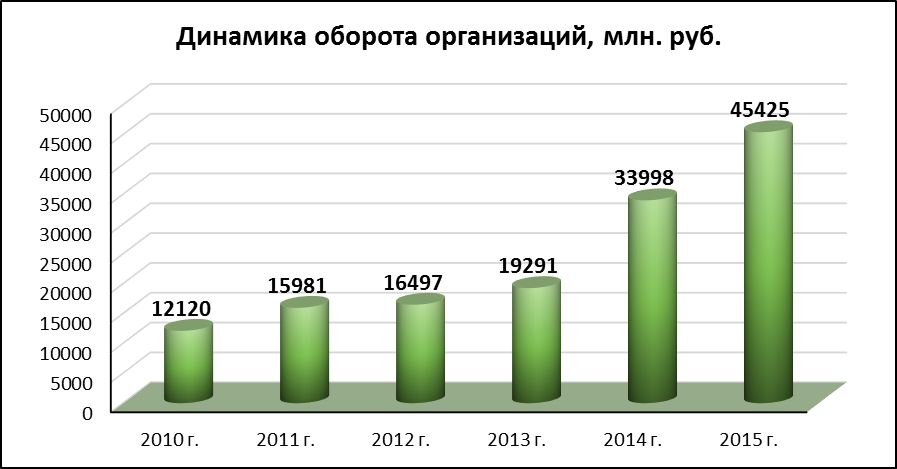 Динамика оборота организаций, млн. руб.
50000
45000
40000
35000
30000
25000
20000
15000
10000
5000
0
12120
15981
16497
19291
33998
45425
2010 г.
2011 г.
2012 г.
2013 г.
2014 г.
2015 г.